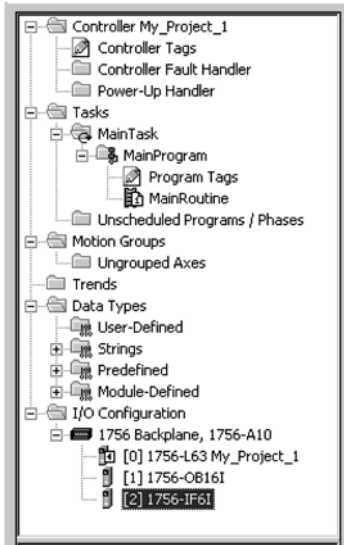 Controller My_Project_1
Controller Tags
Controller Fault Handler
Power-Up Handler
Tasks
MainTask
MainProgram
Program Tags
MainRoutine
Unscheduled Programs / Phases
Motion Groups
Ungrouped Axes
Trends
Data Types
User-Defined
Strings
Predefined
Module-Defined
I/O Configuration
1756 Backplane, 1756-A10
[0] 1756-L63 My_Project_1
[1] 1756-OB16I
[2] 1756-IF6I